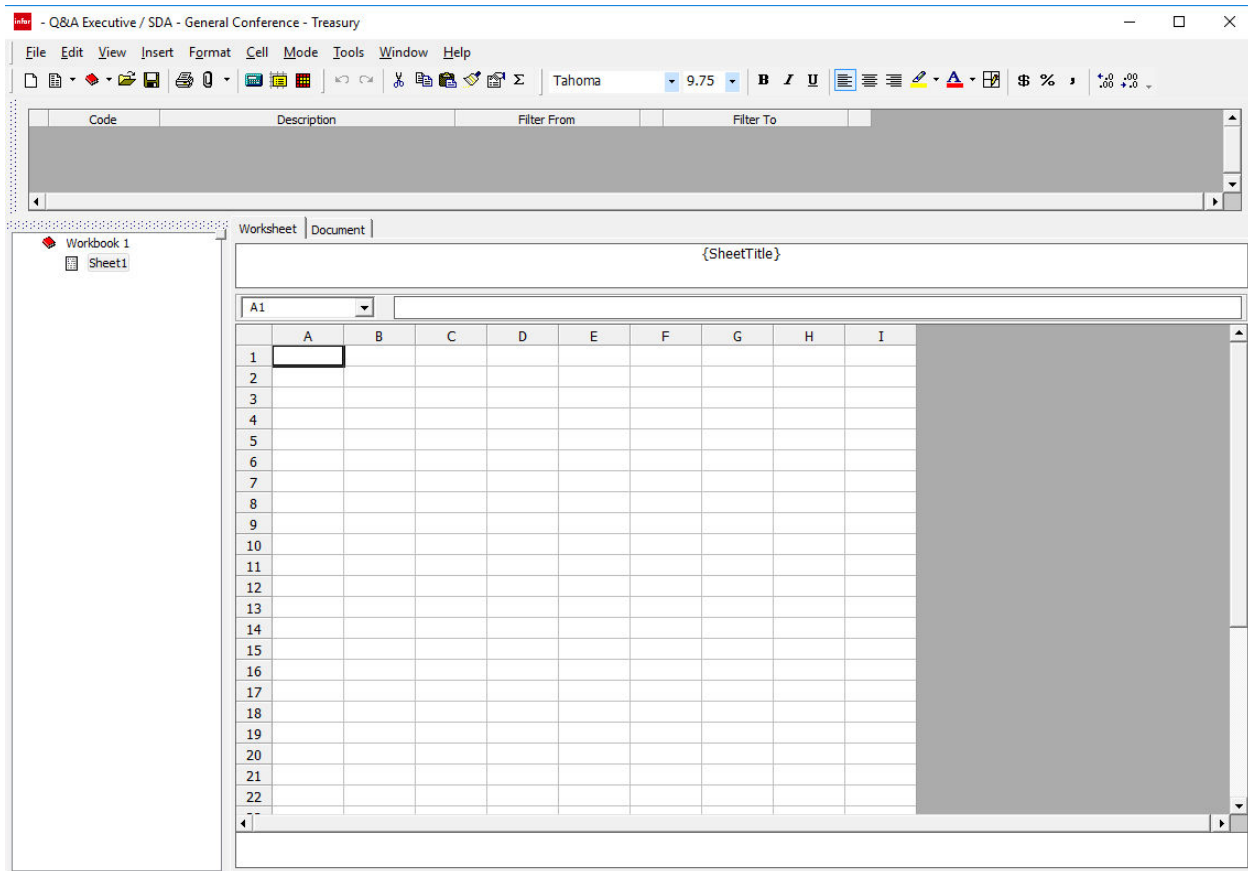 infor - Q&A Executive / SDA - General Conference - Treasury
File Edit View Insert Format Cell Mode Tools Window Help
Tahoma 9.75 B I U $ % ,
Code Description Filter From Filter To
Workbook 1
Sheet1
Worksheet Document
{SheetTitle}
A1
A B C D E F G H I
1
2
3
4
5
6
7
8
9
10
11
12
13
14
15
16
17
18
19
20
21
22